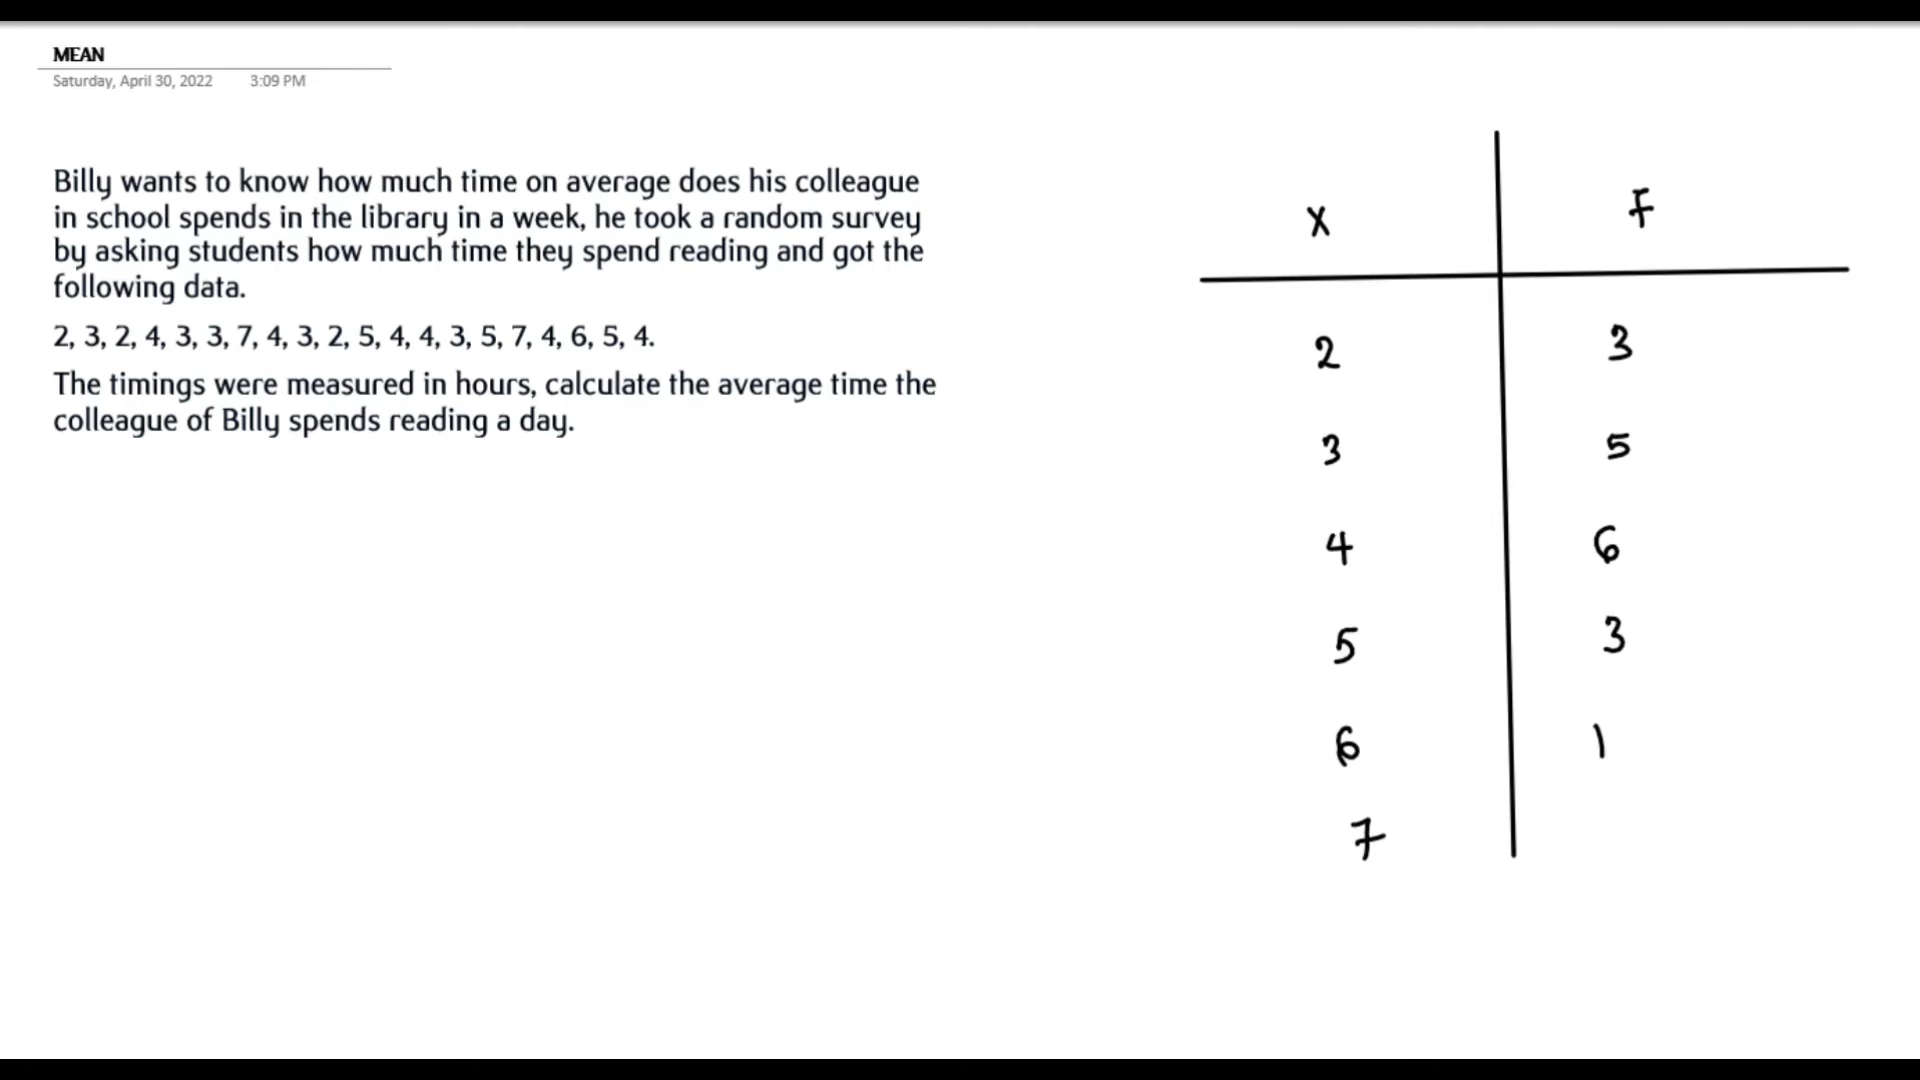 MEAN
Saturday, April 30, 2022 3:09 PM
Billy wants to know how much time on average does his colleague
in school spends in the library in a week, he took a random survey
by asking students how much time they spend reading and got the
following data.
2, 3, 2, 4, 3, 3, 7, 4, 3, 2, 5, 4, 4, 3, 5, 7, 4, 6, 5, 4.
The timings were measured in hours, calculate the average time the
colleague of Billy spends reading a day.
X F
2 3
3 5
4 6
5 3
6 1
7